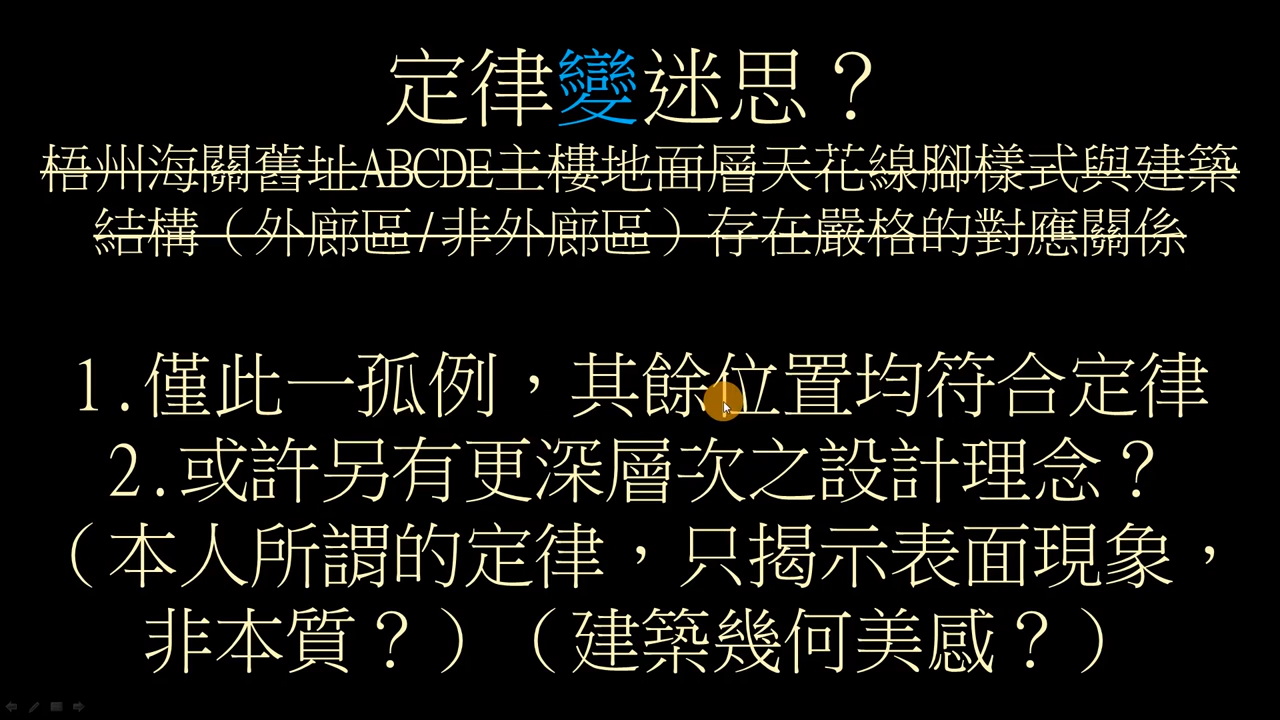 定律變迷思？
梧州海關舊址ABCDE主樓地面層天花線腳樣式與建築
結構（外廊區/非外廊區）存在嚴格的對應關係
1.僅此一孤例，其餘位置均符合定律
2.或許另有更深層次之設計理念？
（本人所謂的定律，只揭示表面現象，
非本質？）（建築幾何美感？）